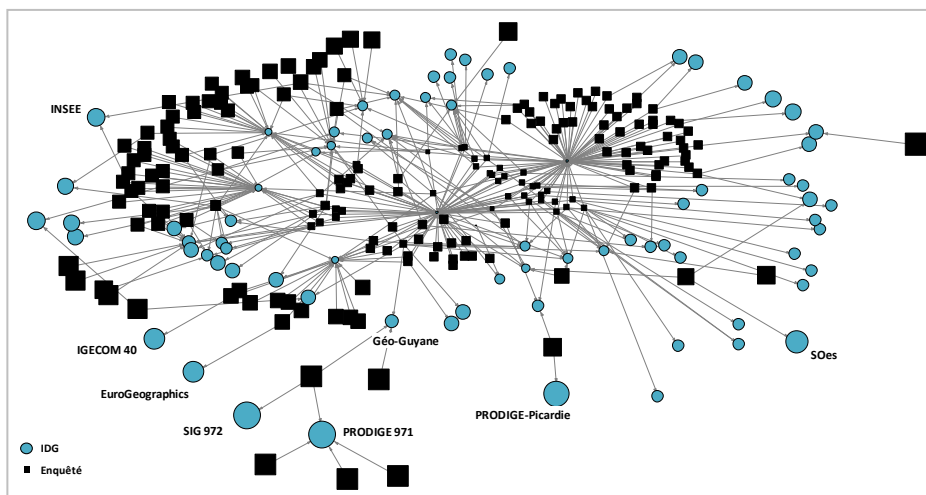 INSEE
Géo-Guyane
IGECOM 40
SOes
EuroGeographics
PRODIGE-Picardie
SIG 972
PRODIGE 971
IDG
Enquêté